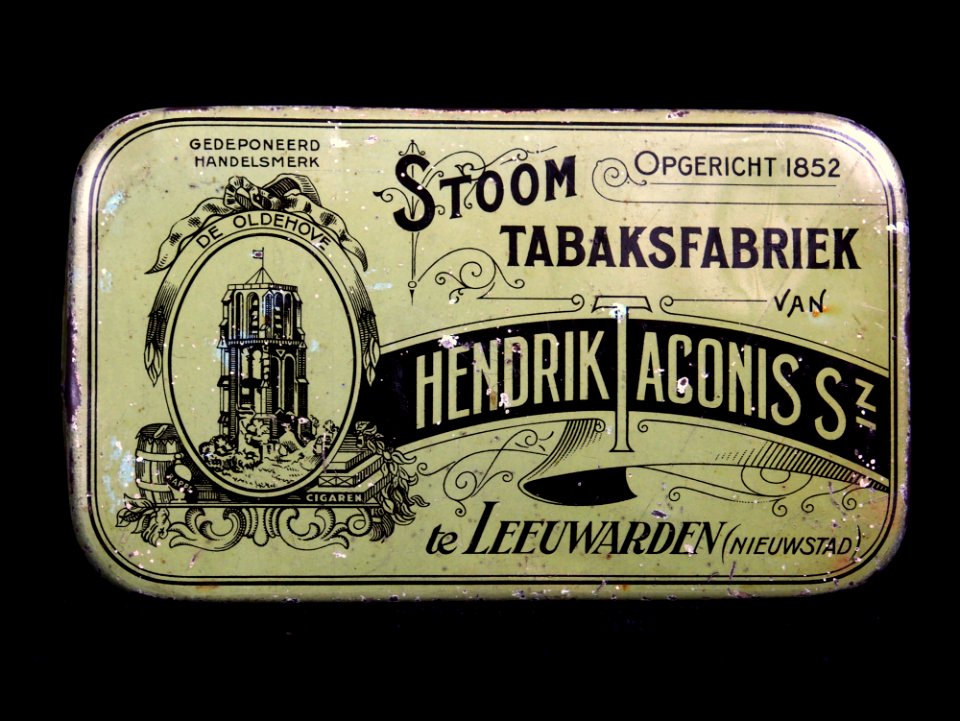 GEDEPONEERD
HANDELSMERK
DE OLDEHOVE
CIGAREN
STOOM
OPGERICHT 1852
TABAKSFABRIEK
VAN
HENDRIK TACONIS SZN.
te LEEUWARDEN (NIEUWSTAD)